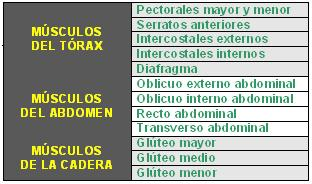 MÚSCULOS
DEL TÓRAX
Pectorales mayor y menor
Serratos anteriores
Intercostales externos
Intercostales internos
Diafragma
MÚSCULOS
DEL ABDOMEN
Oblicuo externo abdominal
Oblicuo interno abdominal
Recto abdominal
Transverso abdominal
MÚSCULOS
DE LA CADERA
Glúteo mayor
Glúteo medio
Glúteo menor